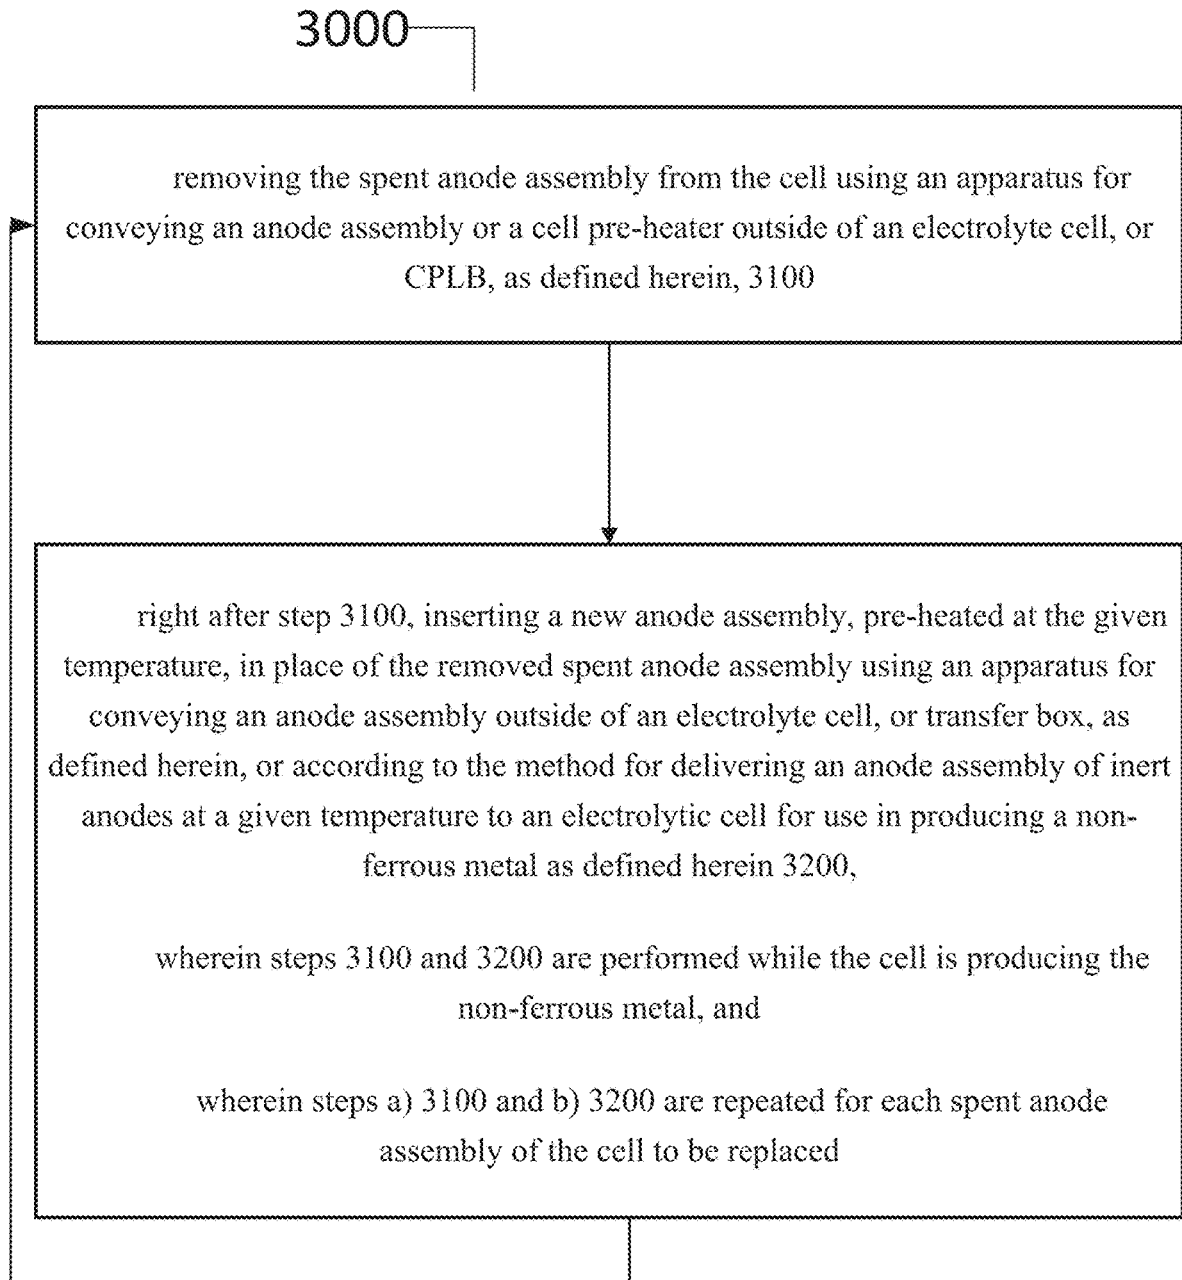 3000
removing the spent anode assembly from the cell using an apparatus for
conveying an anode assembly or a cell pre-heater outside of an electrolyte cell, or
CPLB, as defined herein, 3100
right after step 3100, inserting a new anode assembly, pre-heated at the given
temperature, in place of the removed spent anode assembly using an apparatus for
conveying an anode assembly outside of an electrolyte cell, or transfer box, as
defined herein, or according to the method for delivering an anode assembly of inert
anodes at a given temperature to an electrolytic cell for use in producing a non-
ferrous metal as defined herein 3200,
wherein steps 3100 and 3200 are performed while the cell is producing the
non-ferrous metal, and
wherein steps a) 3100 and b) 3200 are repeated for each spent anode
assembly of the cell to be replaced